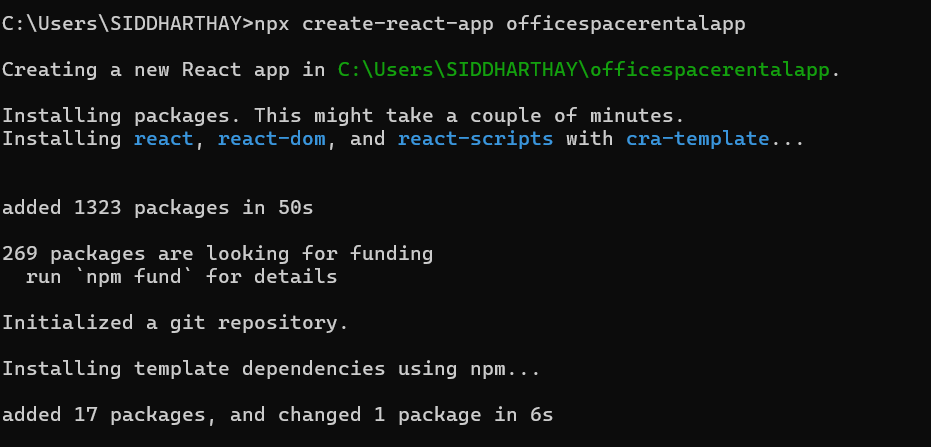 C:\Users\SIDDHARTHAY>npx create-react-app officespacerentalapp
Creating a new React app in C:\Users\SIDDHARTHAY\officespacerentalapp.
Installing packages. This might take a couple of minutes.
Installing react, react-dom, and react-scripts with cra-template...
added 1323 packages in 50s
269 packages are looking for funding
  run `npm fund` for details
Initialized a git repository.
Installing template dependencies using npm...
added 17 packages, and changed 1 package in 6s